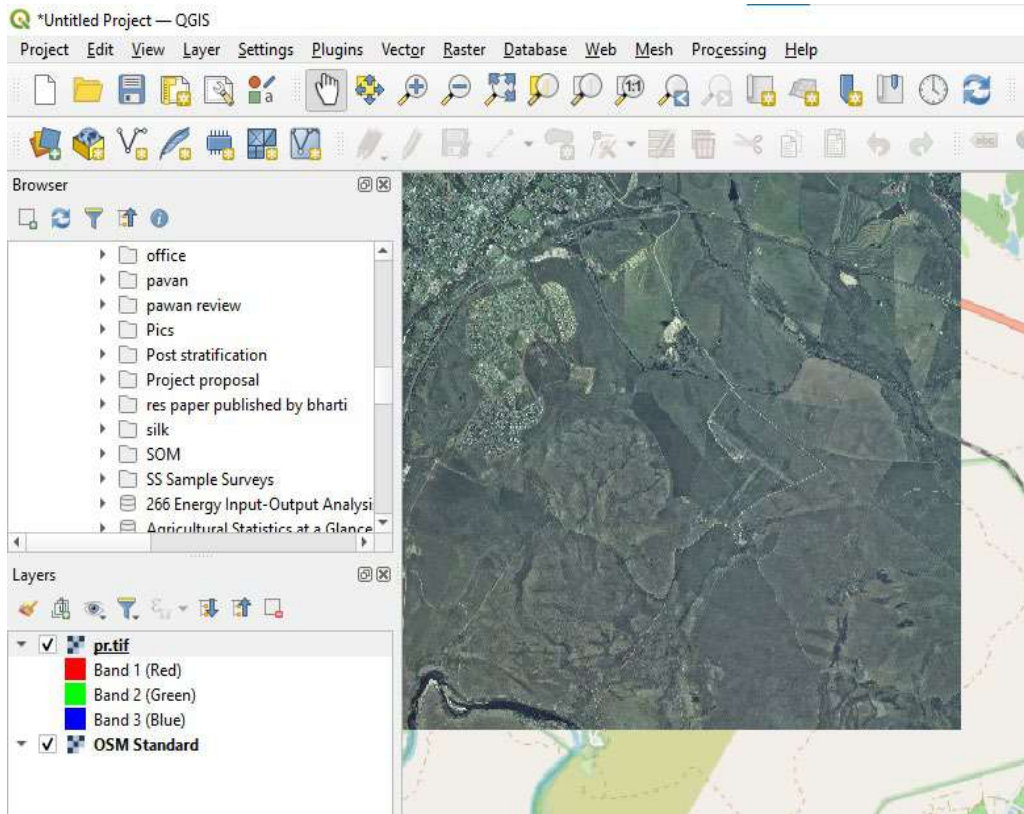 *Untitled Project — QGIS
Project Edit View Layer Settings Plugins Vector Raster Database Web Mesh Processing Help
1:1
a
abc
Browser
office
pavan
pawan review
Pics
Post stratification
Project proposal
res paper published by bharti
silk
SOM
SS Sample Surveys
266 Energy Input-Output Analysi
Agricultural Statistics at a Glance
Layers
pr.tif
Band 1 (Red)
Band 2 (Green)
Band 3 (Blue)
OSM Standard